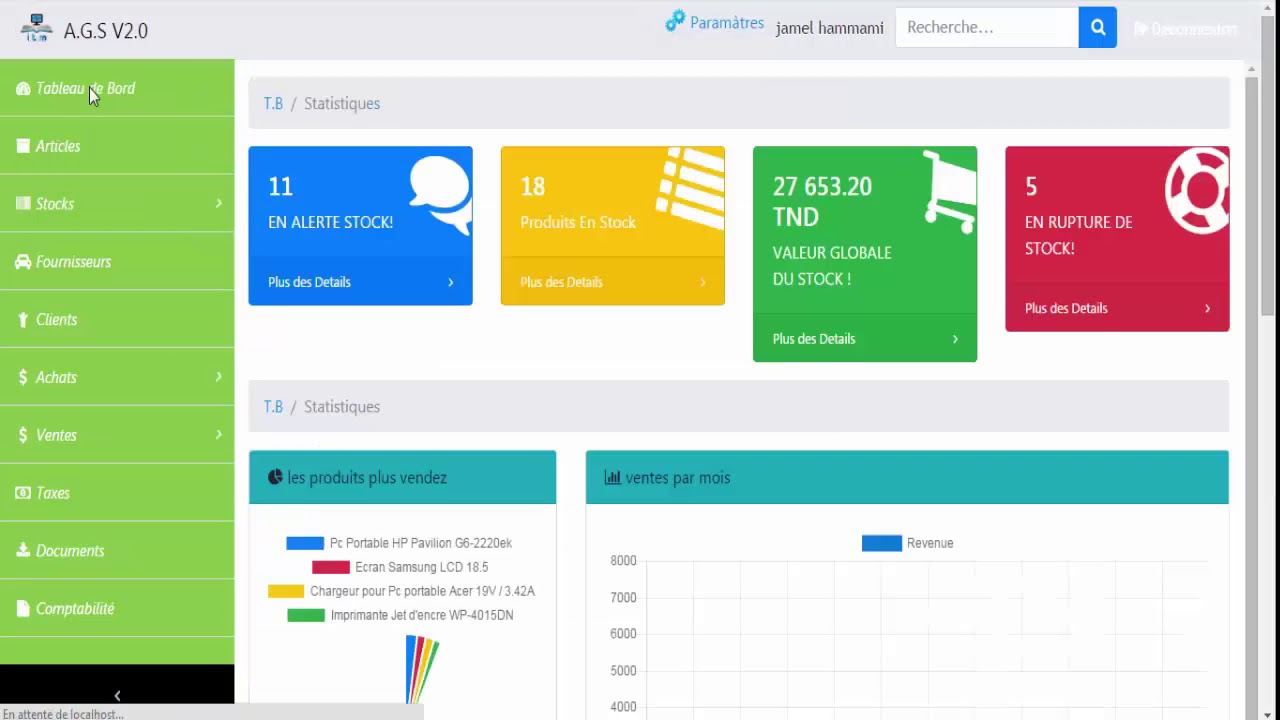 i t m
A.G.S V2.0
Paramàtres
jamel hammami
Recherche...
Deconnexion
Tableau de Bord
Articles
Stocks
Fournisseurs
Clients
Achats
Ventes
Taxes
Documents
Comptabilité
T.B / Statistiques
11
EN ALERTE STOCK!
Plus des Details
18
Produits En Stock
Plus des Details
27 653.20
TND
VALEUR GLOBALE
DU STOCK !
Plus des Details
5
EN RUPTURE DE
STOCK!
Plus des Details
T.B / Statistiques
les produits plus vendez
Pc Portable HP Pavilion G6-2220ek
Ecran Samsung LCD 18.5
Chargeur pour Pc portable Acer 19V / 3.42A
Imprimante Jet d'encre WP-4015DN
ventes par mois
Revenue
8000
7000
6000
5000
4000
En attente de localhost...